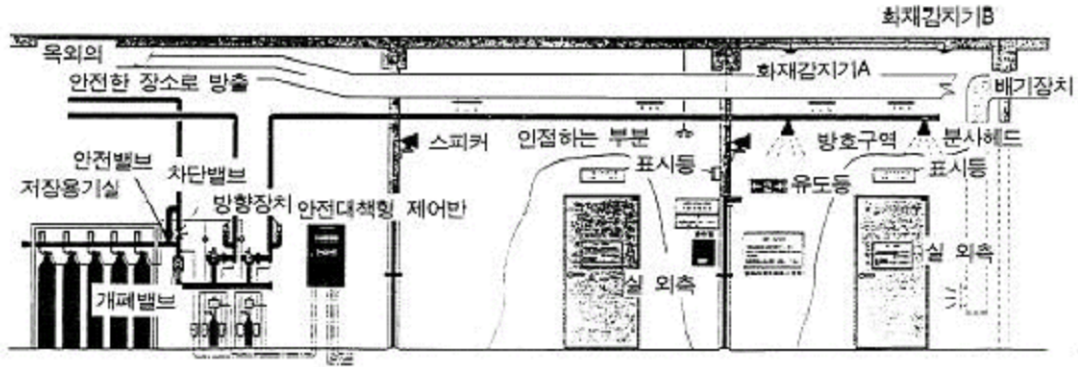 화재감지기B
옥외의
안전한 장소로 방출
화재감지기A
배기장치
스피커
인접하는 부분
방호구역
분사헤드
안전밸브
차단밸브
표시등
유도등
표시등
저장용기실
방향장치
안전대책형 제어반
실 외측
실 외측
개폐밸브